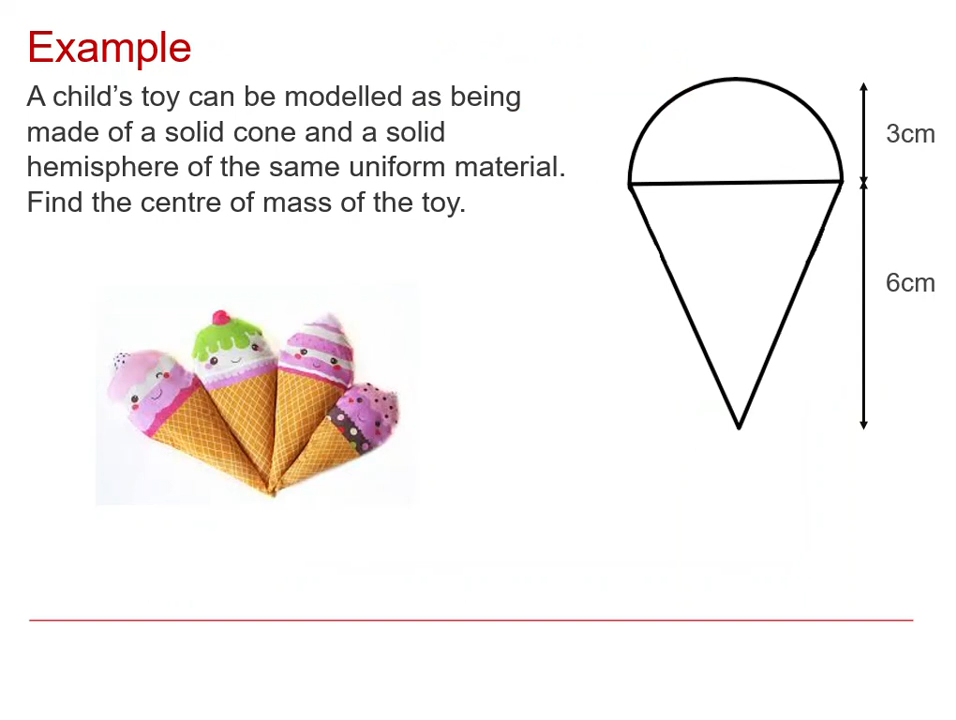 Example
A child’s toy can be modelled as being
made of a solid cone and a solid
hemisphere of the same uniform material.
Find the centre of mass of the toy.
3cm
6cm